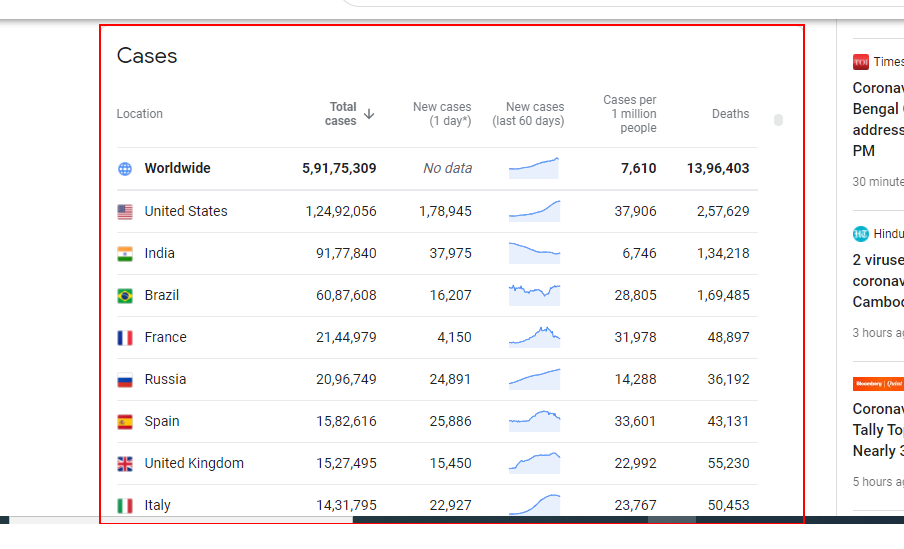 Cases
Location
Total cases
New cases (1 day*)
New cases (last 60 days)
Cases per 1 million people
Deaths
Worldwide 5,91,75,309 No data 7,610 13,96,403
United States 1,24,92,056 1,78,945 37,906 2,57,629
India 91,77,840 37,975 6,746 1,34,218
Brazil 60,87,608 16,207 28,805 1,69,485
France 21,44,979 4,150 31,978 48,897
Russia 20,96,749 24,891 14,288 36,192
Spain 15,82,616 25,886 33,601 43,131
United Kingdom 15,27,495 15,450 22,992 55,230
Italy 14,31,795 22,927 23,767 50,453
TOI Times
Coronav
Bengal
address
PM
30 minute
HT Hindu
2 viruse
coronav
Cambo
3 hours a
Bloomberg | Quint
Coronav
Tally To
Nearly 3
5 hours a